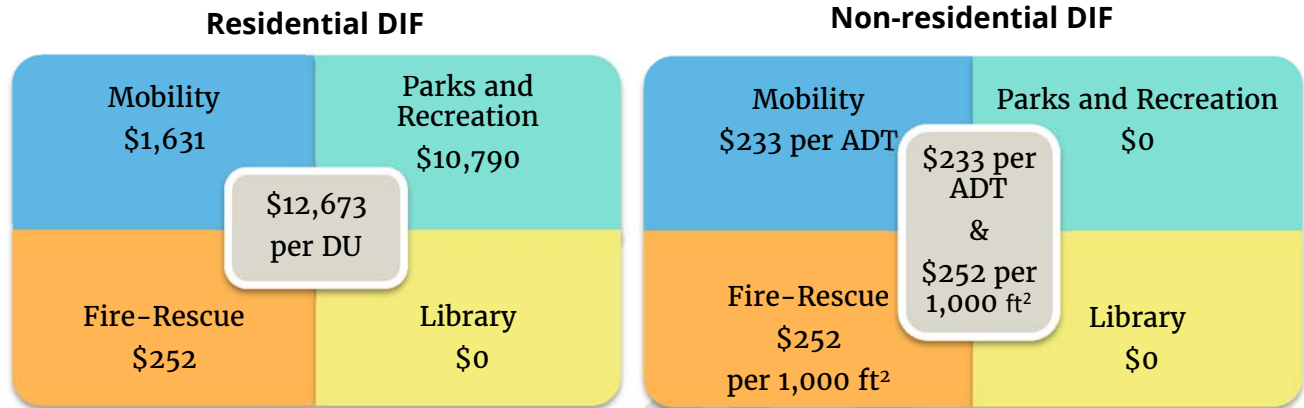 Residential DIF
Mobility
$1,631
Parks and
Recreation
$10,790
$12,673
per DU
Fire-Rescue
$252
Library
$0
Non-residential DIF
Mobility
$233 per ADT
Parks and Recreation
$0
$233 per
ADT
&
$252 per
1,000 ft²
Fire-Rescue
$252
per 1,000 ft²
Library
$0